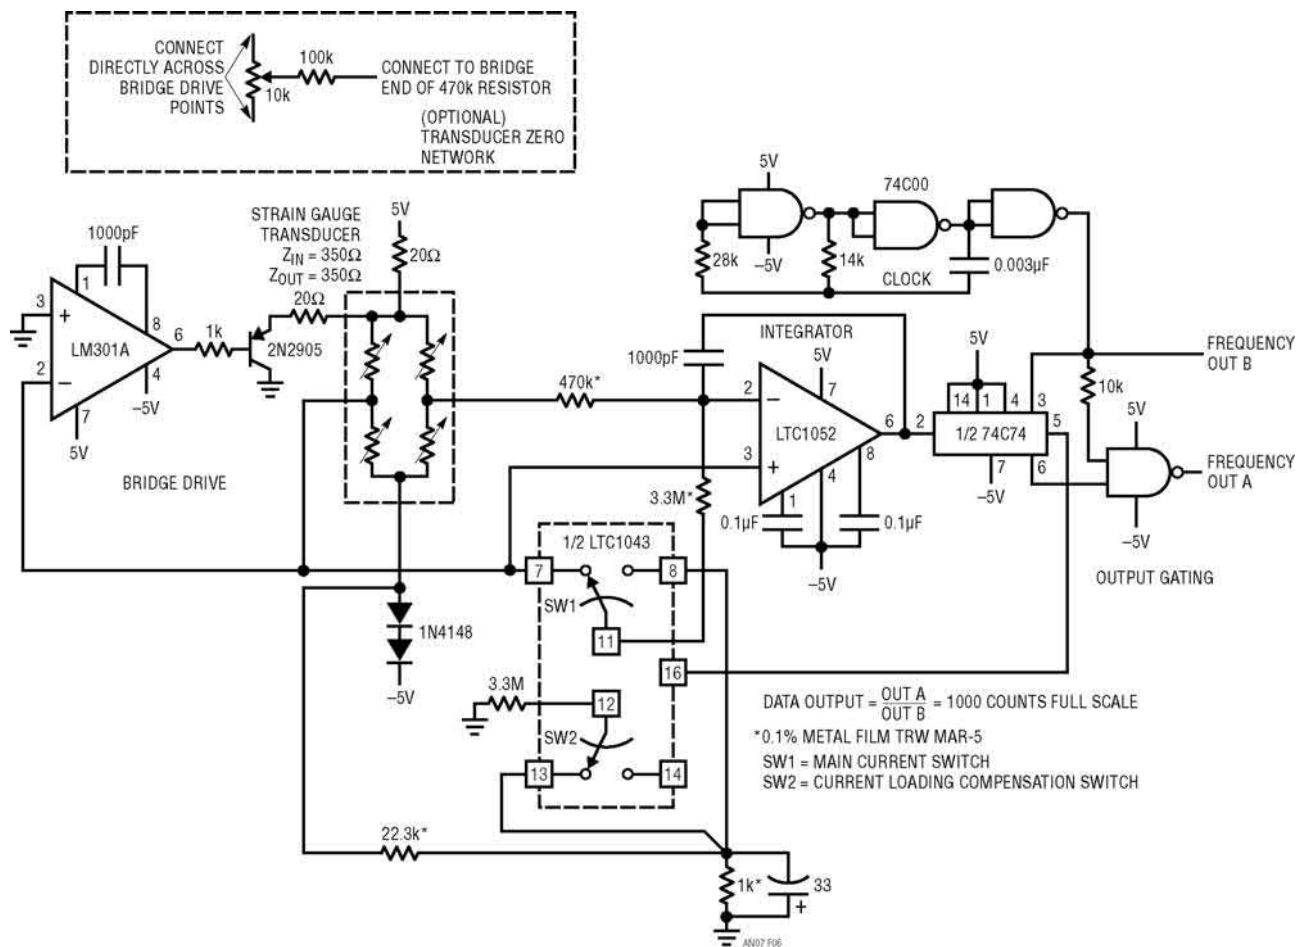 CONNECT
DIRECTLY ACROSS
BRIDGE DRIVE
POINTS
10k
100k
CONNECT TO BRIDGE
END OF 470k RESISTOR
(OPTIONAL)
TRANSDUCER ZERO
NETWORK
5V
74C00
28k
–5V
14k
CLOCK
0.003µF
STRAIN GAUGE
TRANSDUCER
ZIN = 350Ω
ZOUT = 350Ω
5V
20Ω
20Ω
1000pF
1
8
3
+
LM301A
6
2
–
4
–5V
7
5V
1k
2N2905
BRIDGE DRIVE
470k*
1000pF
INTEGRATOR
5V
7
2
–
LTC1052
6
3
+
8
1
4
0.1µF
0.1µF
–5V
3.3M*
5V
14
1
4
3
2
1/2 74C74
5
7
6
–5V
10k
5V
–5V
FREQUENCY
OUT B
FREQUENCY
OUT A
OUTPUT GATING
1/2 LTC1043
7
8
SW1
11
16
3.3M
12
SW2
13
14
1N4148
–5V
DATA OUTPUT = OUT A / OUT B = 1000 COUNTS FULL SCALE
*0.1% METAL FILM TRW MAR-5
SW1 = MAIN CURRENT SWITCH
SW2 = CURRENT LOADING COMPENSATION SWITCH
22.3k*
1k*
33
+
AN07 F06